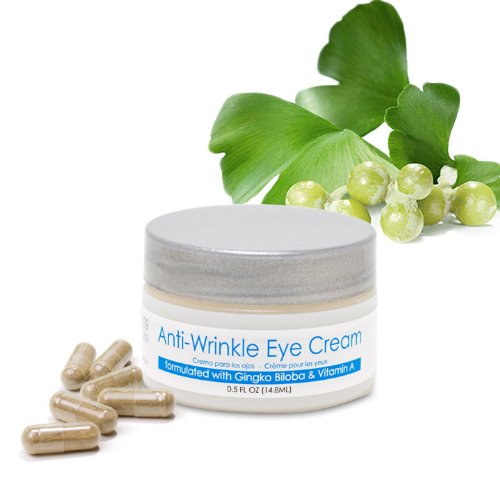 Anti-Wrinkle Eye Cream
Crema para los ojos - Crème pour les yeux
formulated with Gingko Biloba & Vitamin A
0.5 FL OZ (14.8ML)